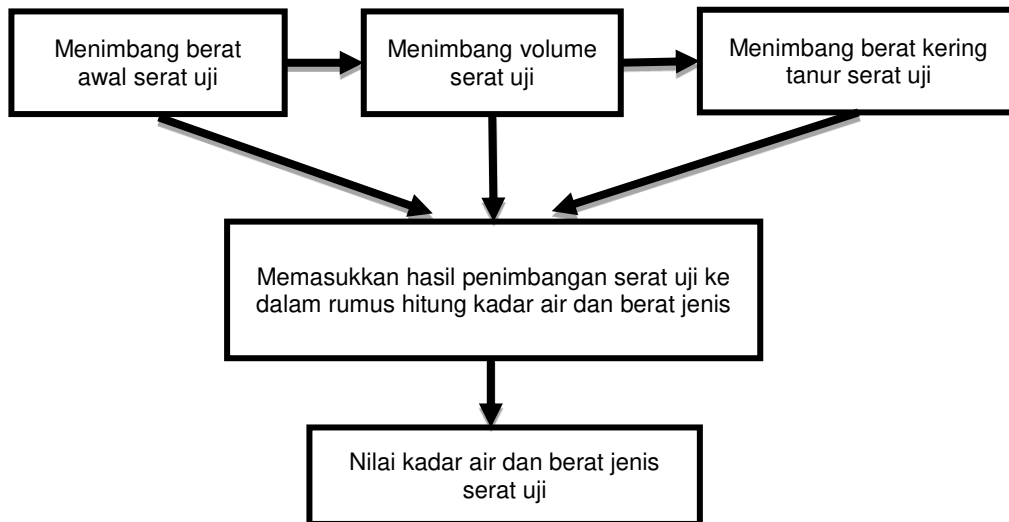 Menimbang berat
awal serat uji
Menimbang volume
serat uji
Menimbang berat kering
tanur serat uji
Memasukkan hasil penimbangan serat uji ke
dalam rumus hitung kadar air dan berat jenis
Nilai kadar air dan berat jenis
serat uji